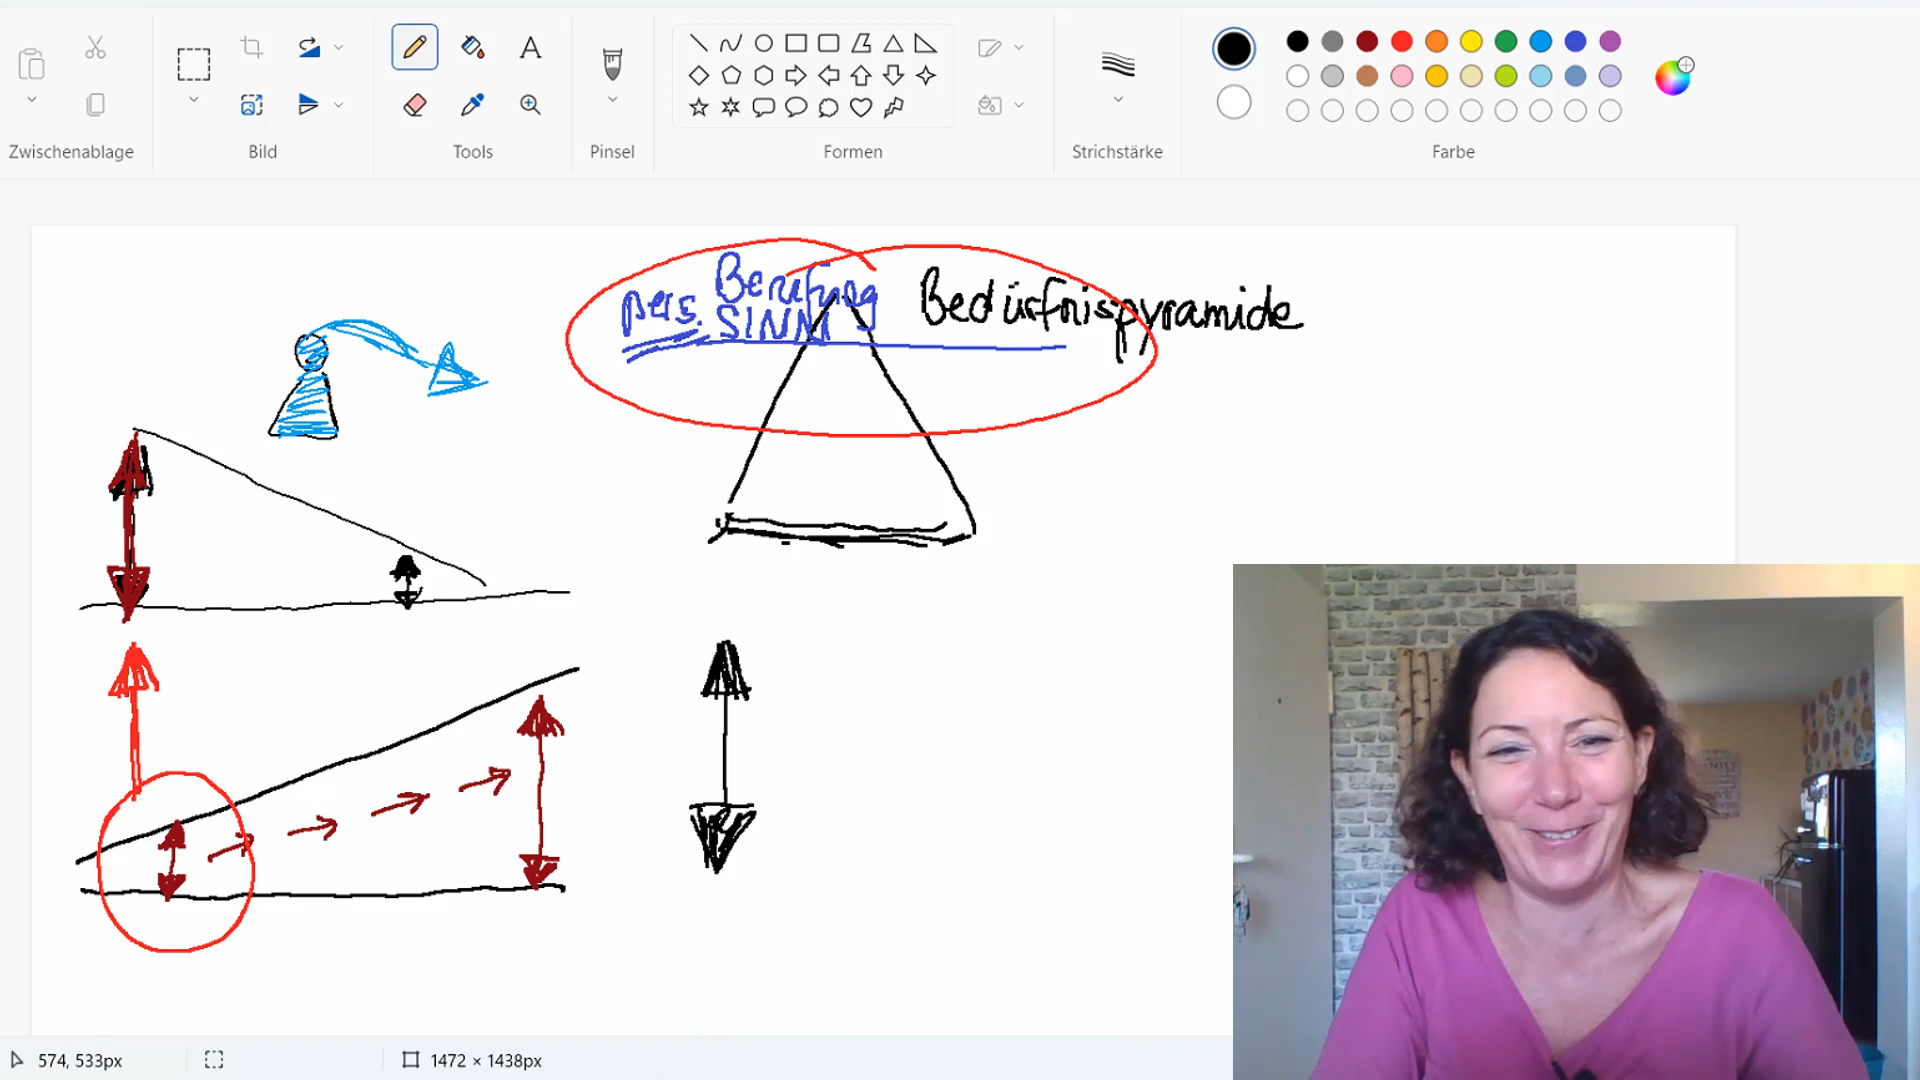 Zwischenablage
Bild
Tools
Pinsel
Formen
Strichstärke
Farbe
A
pers. Berufung
SINN
Bedürfnispyramide
574, 533px
1472 × 1438px